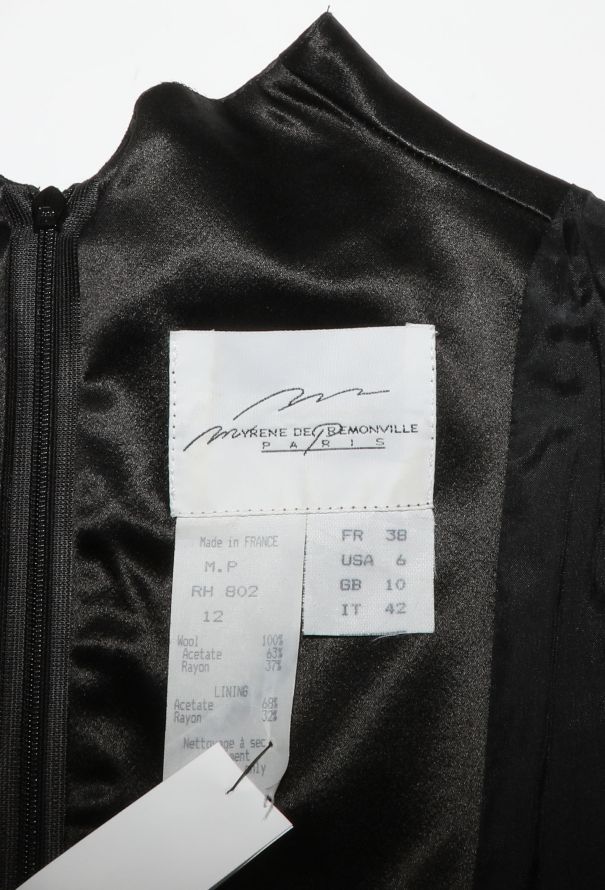 MYRENE DE PREMONVILLE
PARIS
Made in FRANCE
M.P
RH 802
12
Wool 100%
Acetate 63%
Rayon 37%
LINING
Acetate 68%
Rayon 32%
Nettoyage à sec
only
FR 38
USA 6
GB 10
IT 42